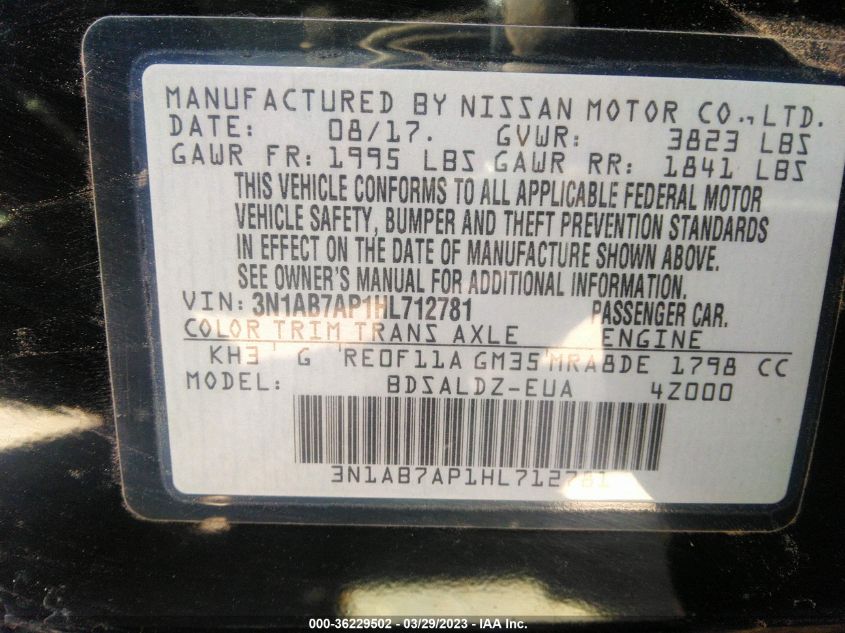 MANUFACTURED BY NISSAN MOTOR CO.,LTD.
DATE: 08/17. GVWR: 3823 LBS
GAWR FR: 1995 LBS GAWR RR: 1841 LBS
THIS VEHICLE CONFORMS TO ALL APPLICABLE FEDERAL MOTOR
VEHICLE SAFETY, BUMPER AND THEFT PREVENTION STANDARDS
IN EFFECT ON THE DATE OF MANUFACTURE SHOWN ABOVE.
SEE OWNER'S MANUAL FOR ADDITIONAL INFORMATION.
VIN: 3N1AB7AP1HL712781 PASSENGER CAR.
COLOR TRIM TRANS AXLE ENGINE
KH3 G RE0F11A GM35 MRA8DE 1798 CC
MODEL: BDSALDZ-EUA 4Z000
3N1AB7AP1HL712781
000-36229502 - 03/29/2023 - IAA Inc.